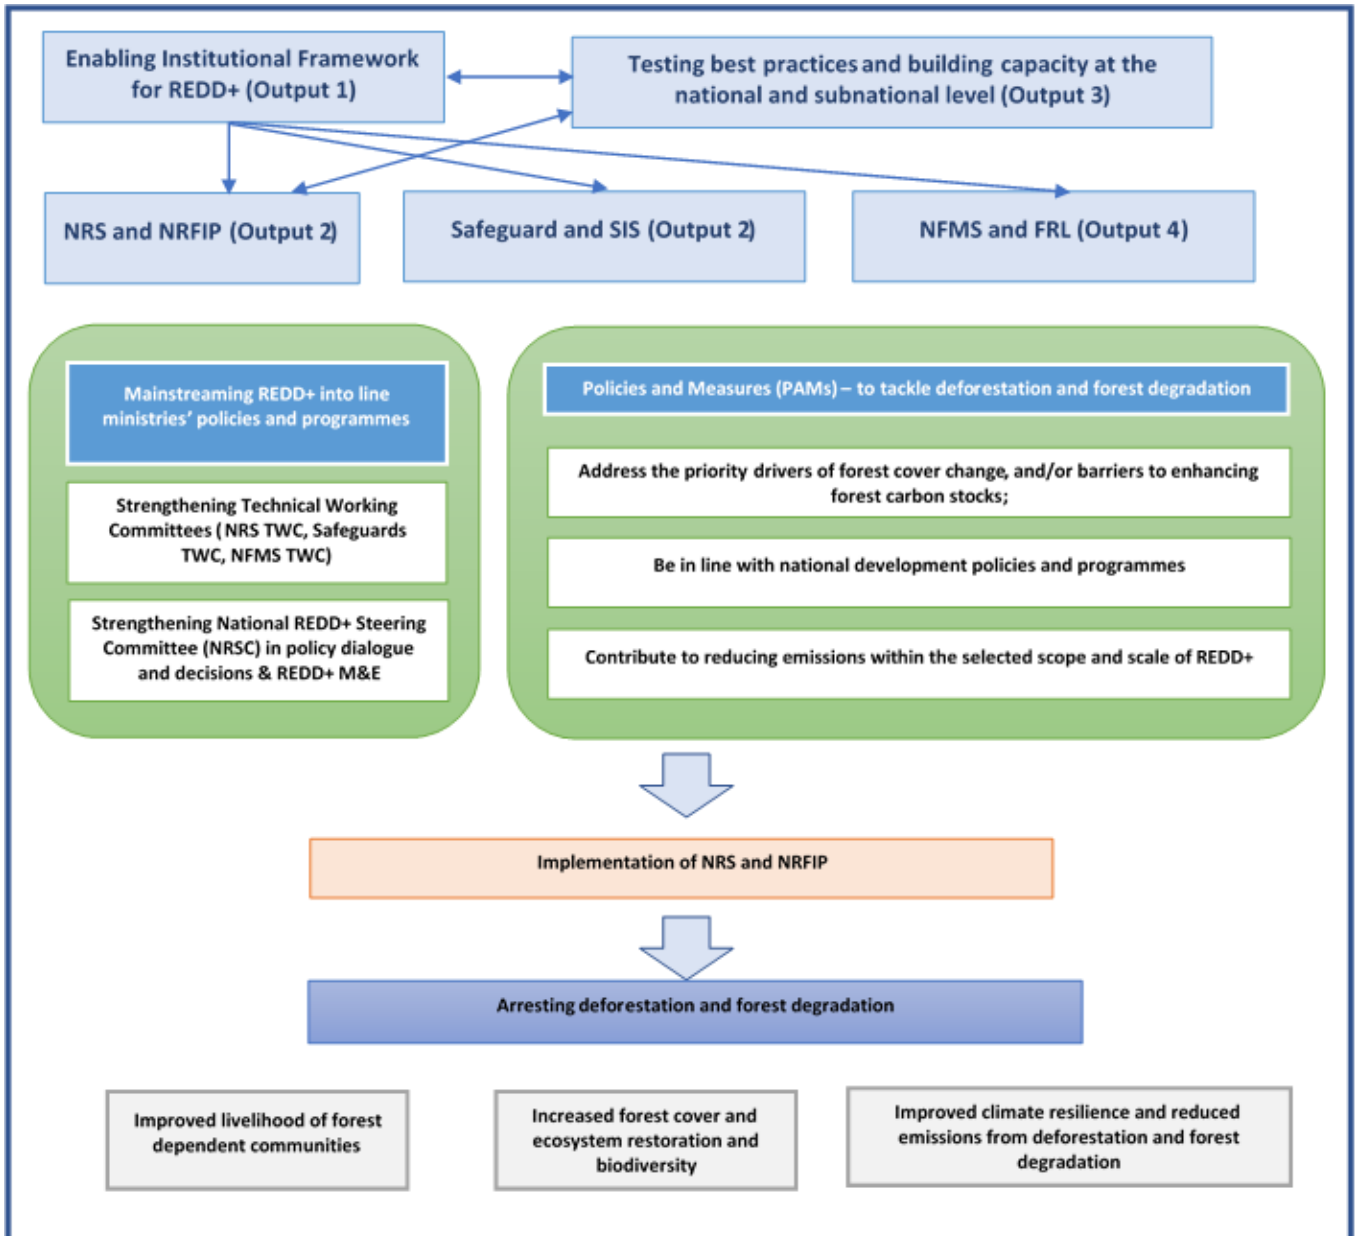 Enabling Institutional Framework
for REDD+ (Output 1)
Testing best practices and building capacity at the
national and subnational level (Output 3)
NRS and NRFIP (Output 2)
Safeguard and SIS (Output 2)
NFMS and FRL (Output 4)
Mainstreaming REDD+ into line
ministries' policies and programmes
Strengthening Technical Working
Committees ( NRS TWC, Safeguards
TWC, NFMS TWC)
Strengthening National REDD+ Steering
Committee (NRSC) in policy dialogue
and decisions & REDD+ M&E
Policies and Measures (PAMs) – to tackle deforestation and forest degradation
Address the priority drivers of forest cover change, and/or barriers to enhancing
forest carbon stocks;
Be in line with national development policies and programmes
Contribute to reducing emissions within the selected scope and scale of REDD+
Implementation of NRS and NRFIP
Arresting deforestation and forest degradation
Improved livelihood of forest
dependent communities
Increased forest cover and
ecosystem restoration and
biodiversity
Improved climate resilience and reduced
emissions from deforestation and forest
degradation